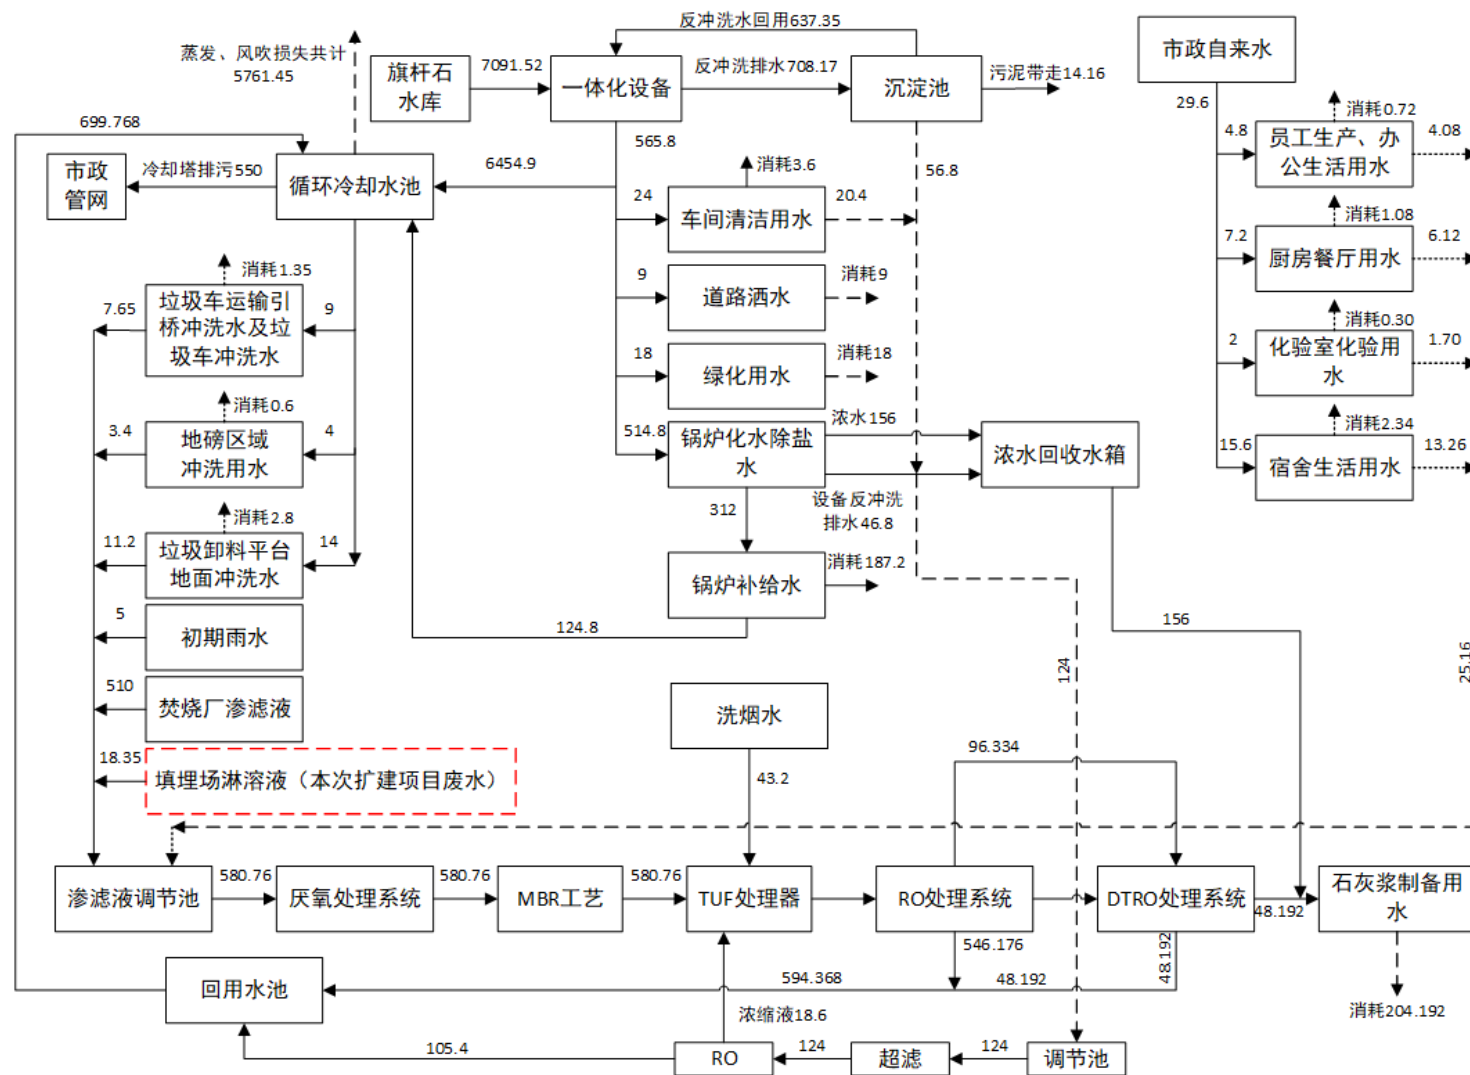 反冲洗水回用637.35
蒸发、风吹损失共计
5761.45
旗杆石
水库
7091.52
一体化设备
反冲洗排水708.17
沉淀池
污泥带走14.16
市政自来水
29.6
699.768
565.8
6454.9
56.8
市政
管网
冷却塔排污550
循环冷却水池
消耗3.6
24
车间清洁用水
20.4
消耗0.72
4.8
员工生产、办
公生活用水
4.08
消耗1.08
7.2
厨房餐厅用水
6.12
消耗0.30
2
化验室化验用
水
1.70
消耗2.34
15.6
宿舍生活用水
13.26
消耗1.35
7.65
垃圾车运输引
桥冲洗水及垃
圾车冲洗水
9
9
道路洒水
消耗9
18
绿化用水
消耗18
消耗0.6
3.4
地磅区域
冲洗用水
4
514.8
锅炉化水除盐
水
浓水156
浓水回收水箱
设备反冲洗
排水46.8
312
消耗2.8
11.2
垃圾卸料平台
地面冲洗水
14
锅炉补给水
消耗187.2
124.8
156
5
初期雨水
124
25.16
510
焚烧厂渗滤液
洗烟水
43.2
96.334
18.35
填埋场淋溶液（本次扩建项目废水）
渗滤液调节池
580.76
厌氧处理系统
580.76
MBR工艺
580.76
TUF处理器
RO处理系统
DTRO处理系统
48.192
石灰浆制备用
水
546.176
48.192
594.368
48.192
回用水池
浓缩液18.6
消耗204.192
105.4
RO
124
超滤
124
调节池